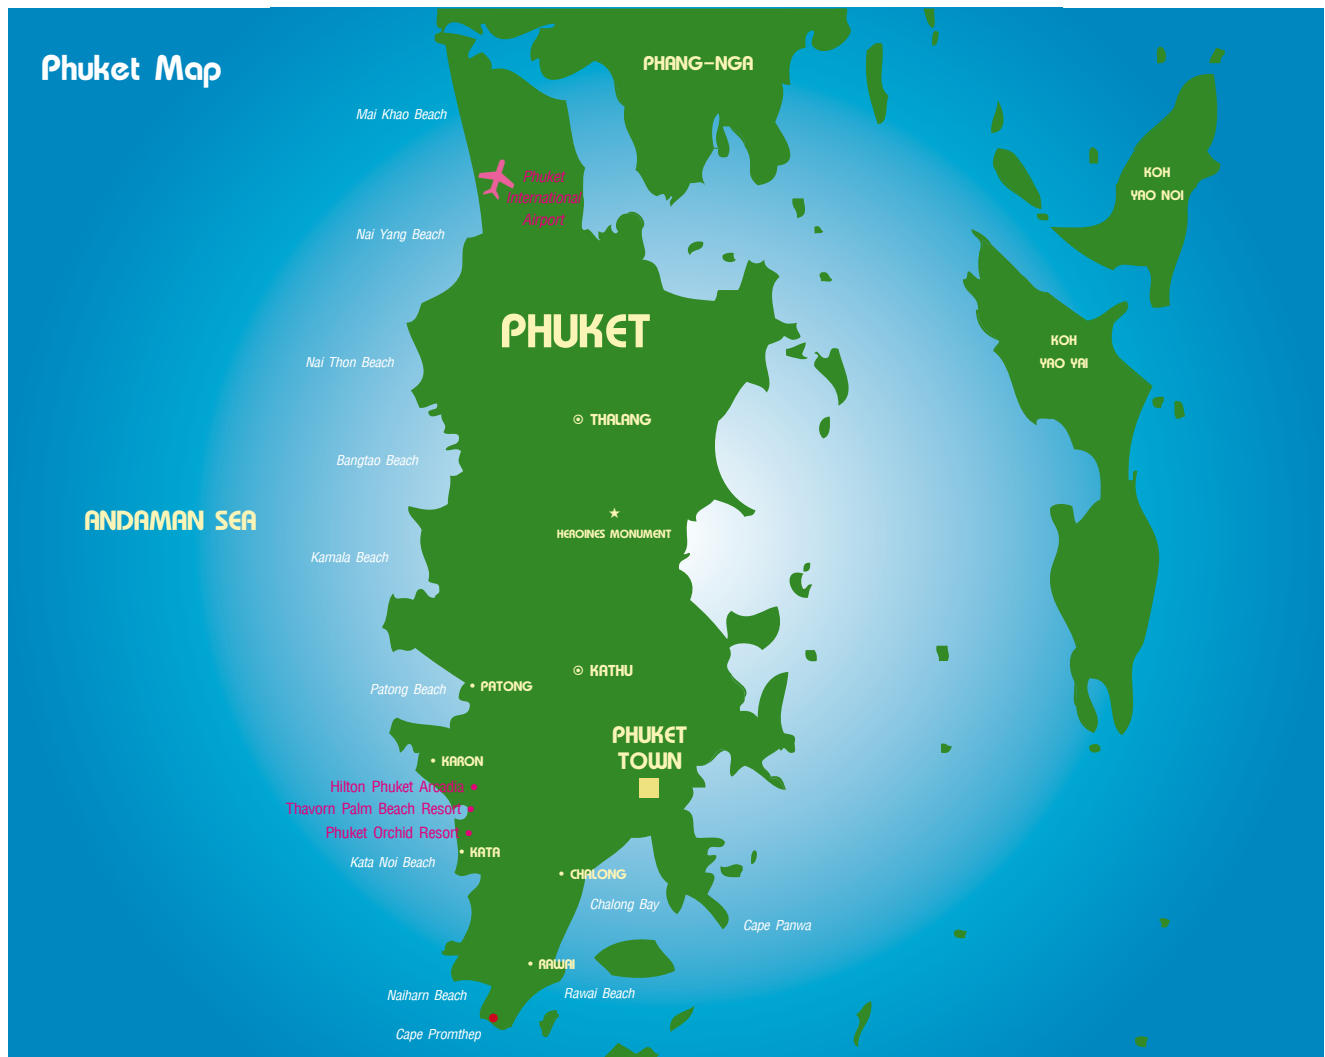 Phuket Map
PHANG-NGA
Mai Khao Beach
Phuket
International
Airport
KOH
YAO NOI
Nai Yang Beach
PHUKET
KOH
YAO YAI
Nai Thon Beach
THALANG
Bangtao Beach
ANDAMAN SEA
HEROINES MONUMENT
Kamala Beach
KATHU
Patong Beach
PATONG
PHUKET
TOWN
KARON
Hilton Phuket Arcadia
Thavorn Palm Beach Resort
Phuket Orchid Resort
KATA
Kata Noi Beach
CHALONG
Chalong Bay
Cape Panwa
RAWAI
Naiharn Beach
Rawai Beach
Cape Promthep